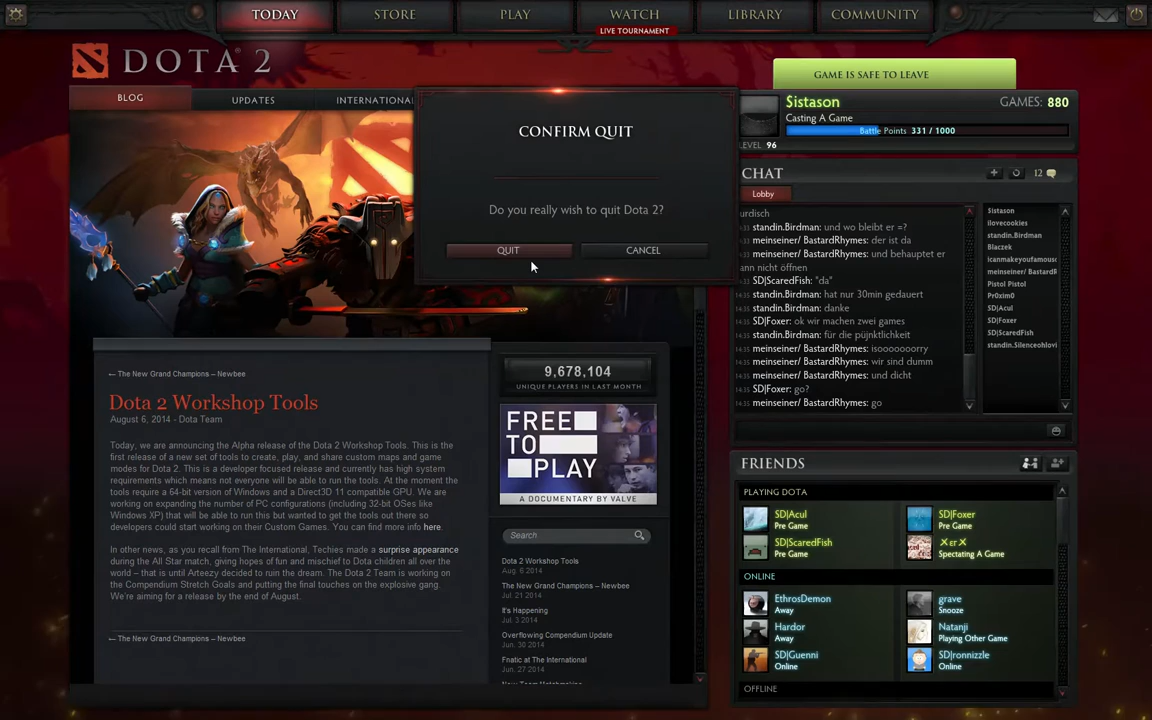 TODAY
STORE
PLAY
WATCH
LIBRARY
COMMUNITY
LIVE TOURNAMENT
DOTA 2
GAME IS SAFE TO LEAVE
BLOG
UPDATES
INTERNATIONA
CONFIRM QUIT
Do you really wish to quit Dota 2?
QUIT
CANCEL
Sistason
GAMES: 880
Casting A Game
Battle Points 331 / 1000
LEVEL 96
CHAT
12
Lobby
urdisch
14:33 standin.Birdman: und wo bleibt er =?
meinseiner/ BastardRhymes: der ist da
meinseiner/ BastardRhymes: und behauptet er
ann nicht öffnen
SD|ScaredFish: "da"
standin.Birdman: hat nur 30min gedauert
standin.Birdman: danke
SD|Foxer: ok wir machen zwei games
standin.Birdman: für die püjnktlichkeit
meinseiner/ BastardRhymes: isoooooorry
14:35 meinseiner/ BastardRhymes: wir sind dumm
14:35 meinseiner/ BastardRhymes: und dicht
14:35 SD|Foxer: go?
14:35 meinseiner/ BastardRhymes: go
Sistason
ilovecookies
standin.Birdman
Blaczek
icanmakeyoufamous
meinseiner/ BastardR
Pistol Pistol
Pr0xim0
SD|Acul
SD|Foxer
SD|ScaredFish
standin.Silenceohlovi
← The New Grand Champions – Newbee
Dota 2 Workshop Tools
August 6, 2014 - Dota Team
Today, we are announcing the Alpha release of the Dota 2 Workshop Tools. This is the
first release of a new set of tools to create, play, and share custom maps and game
modes for Dota 2. This is a developer focused release and currently has high system
requirements which means not everyone will be able to run the tools. At the moment the
tools require a 64-bit version of Windows and a Direct3D 11 compatible GPU. We are
working on expanding the number of PC configurations (including 32-bit OSes like
Windows XP) that will be able to run this but wanted to get the tools out there so
developers could start working on their Custom Games. You can find more info here.
In other news, as you recall from The International, Techies made a surprise appearance
during the All Star match, giving hopes of fun and mischief to Dota children all over the
world – that is until Arteezy decided to ruin the dream. The Dota 2 Team is working on
the Compendium Stretch Goals and putting the final touches on the explosive gang.
We're aiming for a release by the end of August.
← The New Grand Champions – Newbee
9,678,104
UNIQUE PLAYERS IN LAST MONTH
FREE
TO
PLAY
A DOCUMENTARY BY VALVE
Search
Dota 2 Workshop Tools
Aug. 6 2014
The New Grand Champions – Newbee
Jul. 21 2014
It's Happening
Jul. 3 2014
Overflowing Compendium Update
Jun. 30 2014
Fnatic at The International
Jun. 27 2014
New Team Matchmaking
FRIENDS
PLAYING DOTA
SD|Acul
Pre Game
SD|Foxer
Pre Game
SD|ScaredFish
Pre Game
Spectating A Game
ONLINE
EthrosDemon
Away
grave
Snooze
Hardor
Away
Natanji
Playing Other Game
SD|Guenni
Online
SD|ronnizzle
Online
OFFLINE